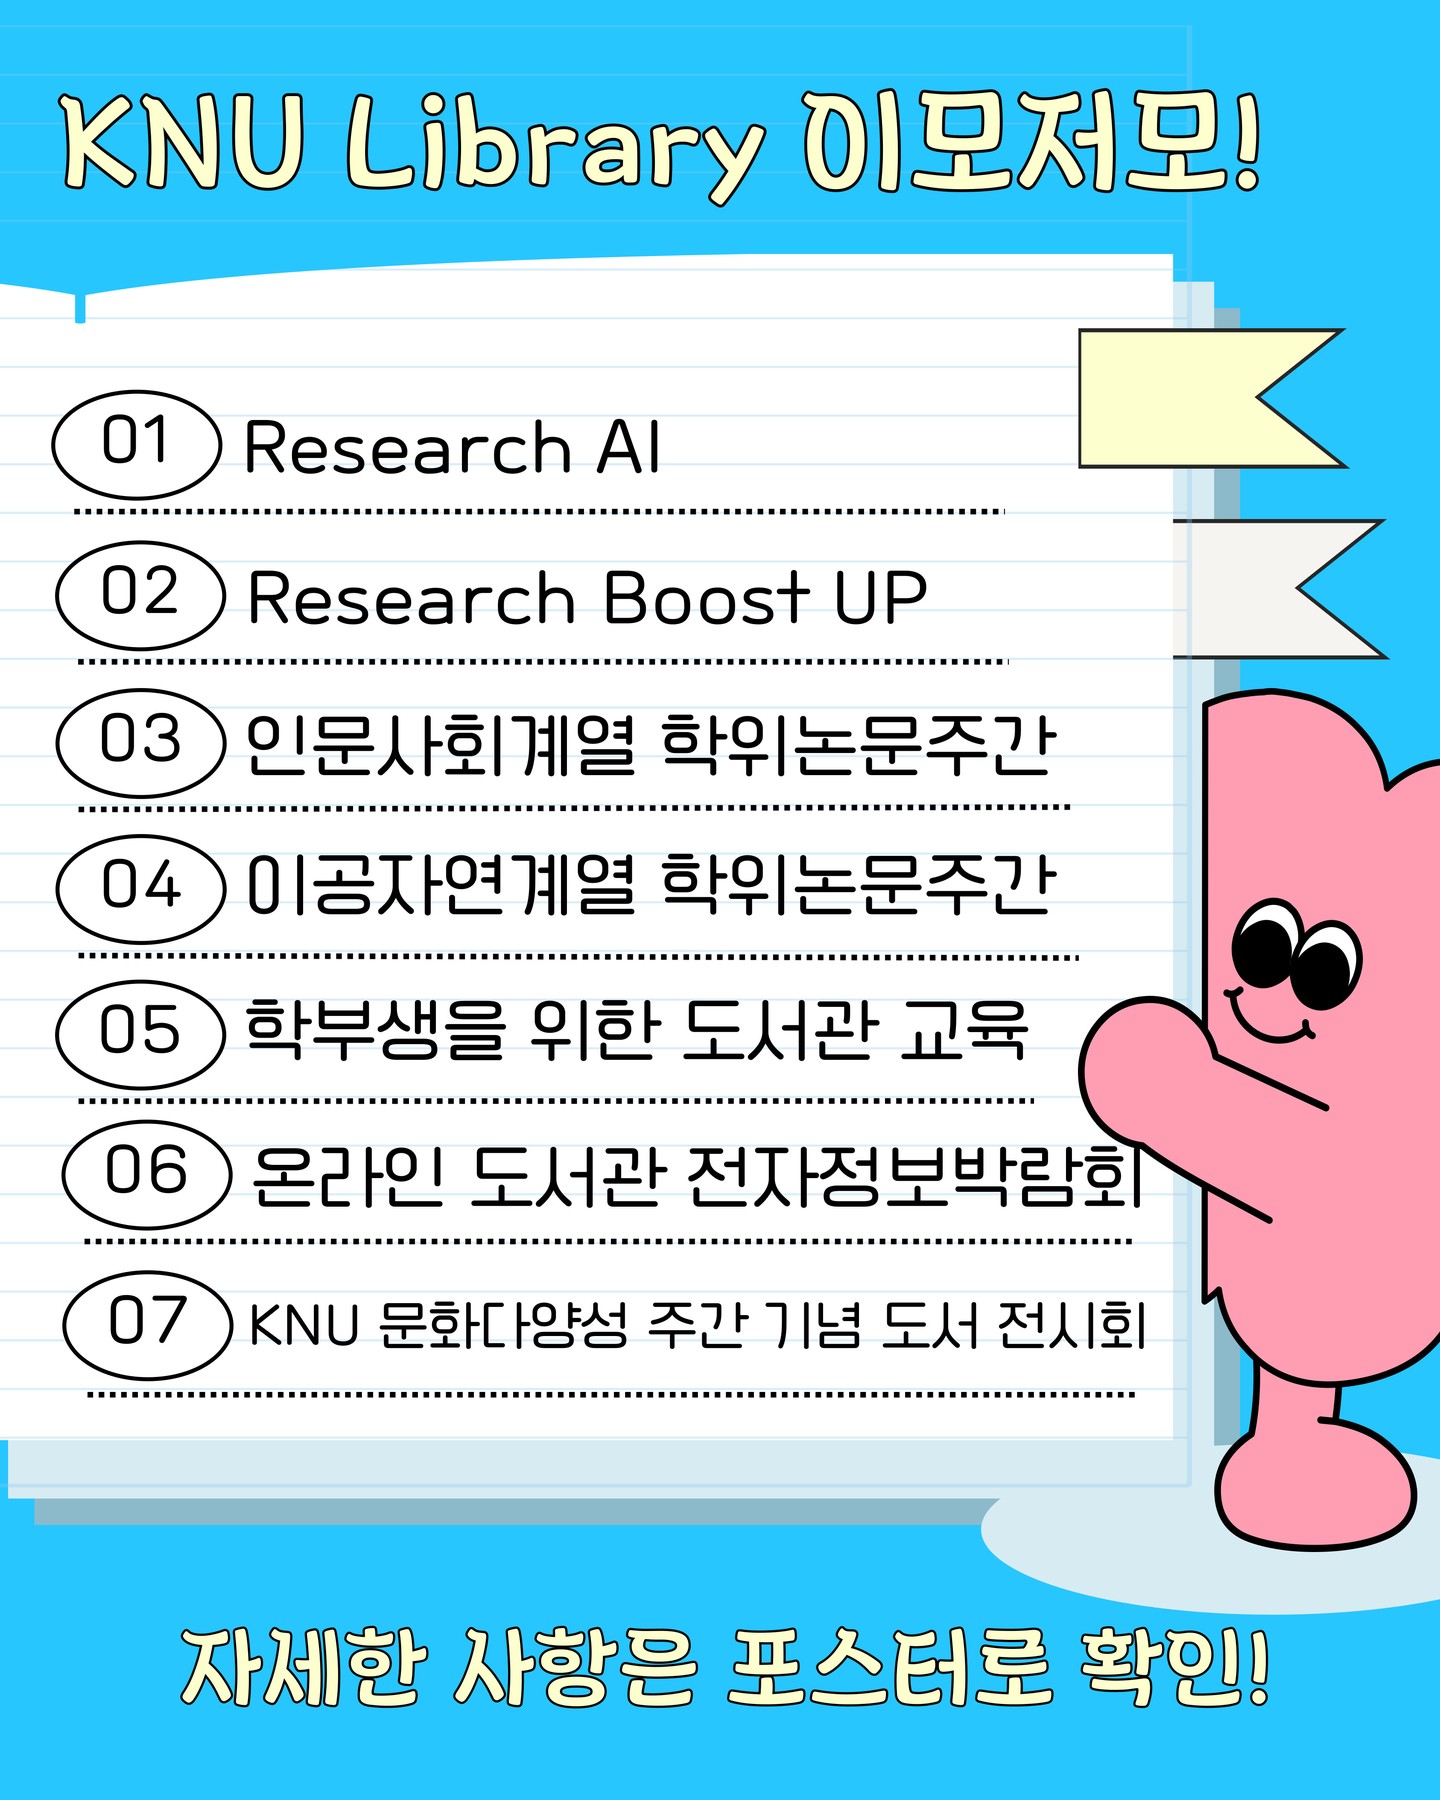 KNU Library 이모저모!
01 Research AI
02 Research Boost UP
03 인문사회계열 학위논문주간
04 이공자연계열 학위논문주간
05 학부생을 위한 도서관 교육
06 온라인 도서관 전자정보박람회
07 KNU 문화다양성 주간 기념 도서 전시회
자세한 사항은 포스터로 확인!